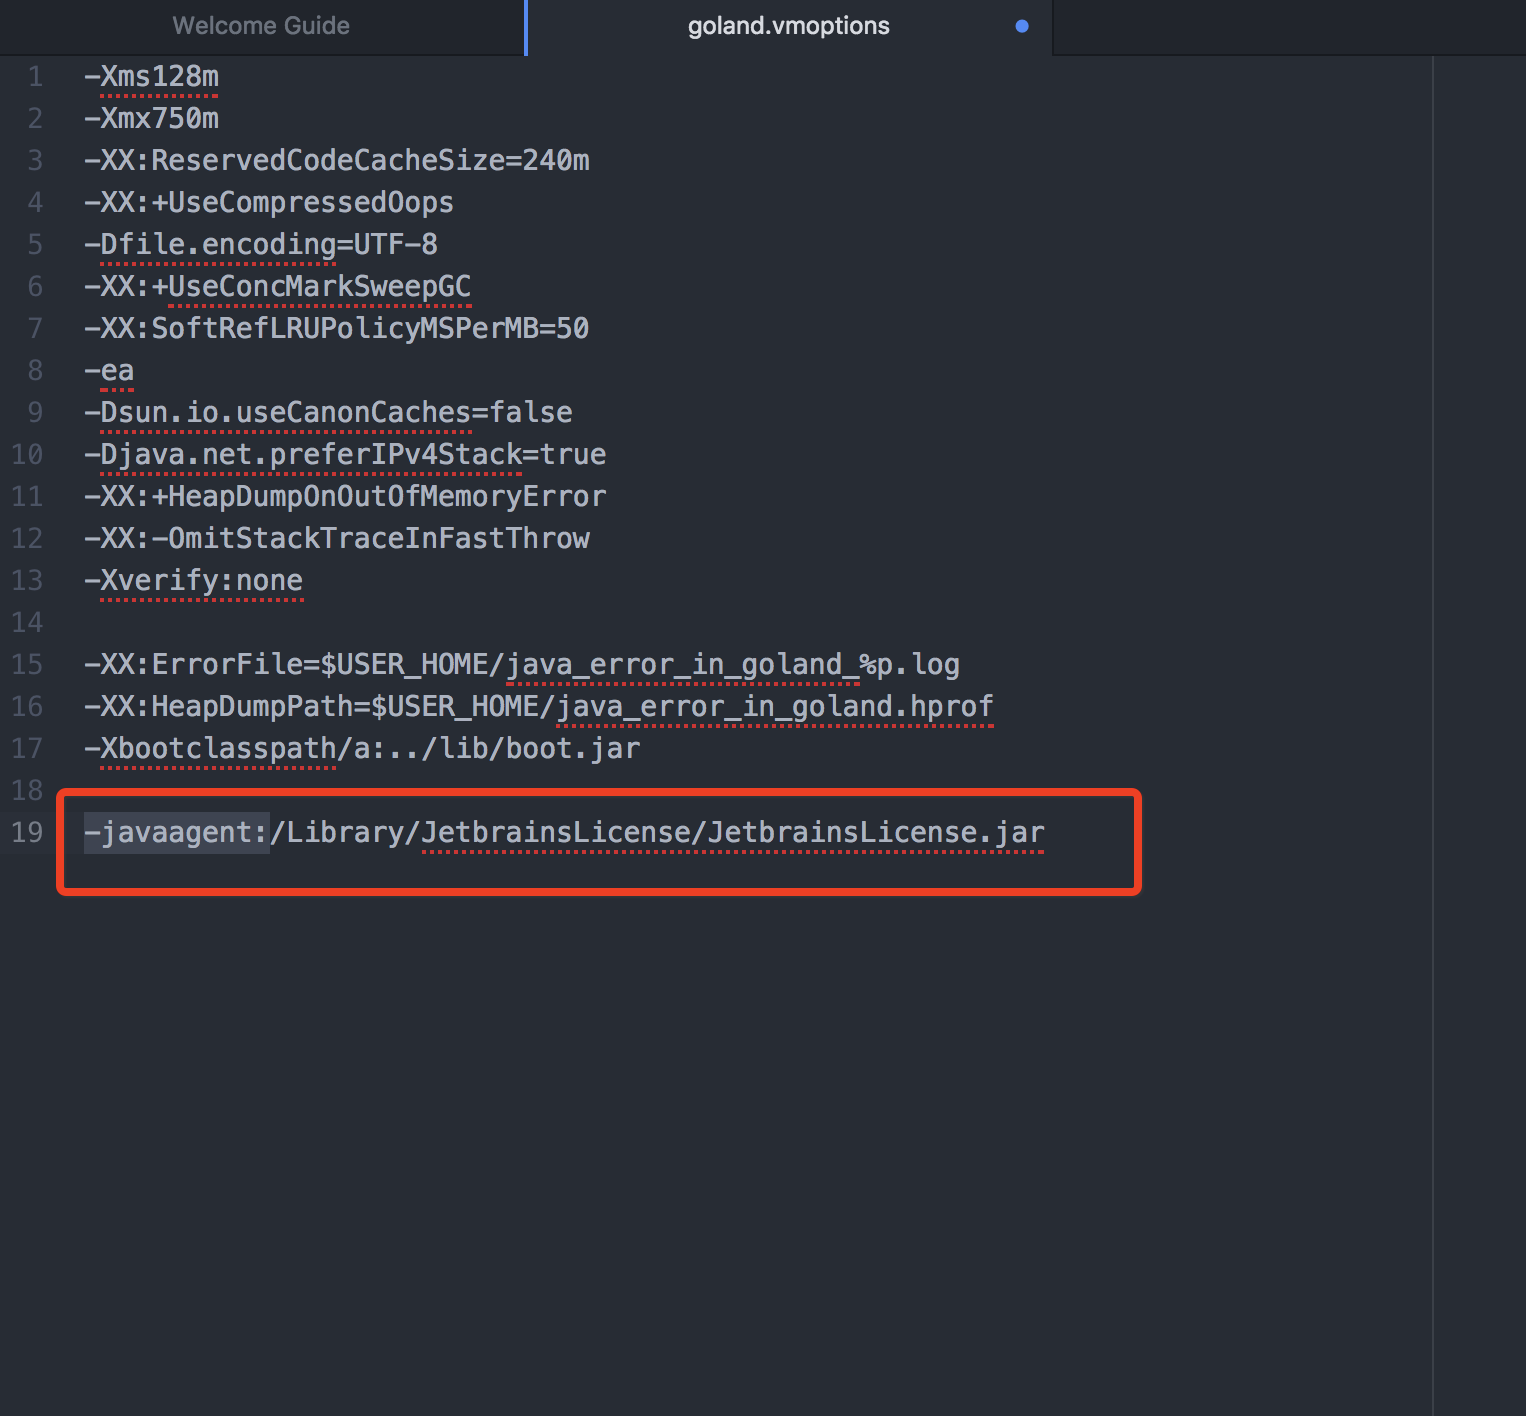 Welcome Guide
goland.vmoptions
1 -Xms128m
2 -Xmx750m
3 -XX:ReservedCodeCacheSize=240m
4 -XX:+UseCompressedOops
5 -Dfile.encoding=UTF-8
6 -XX:+UseConcMarkSweepGC
7 -XX:SoftRefLRUPolicyMSPerMB=50
8 -ea
9 -Dsun.io.useCanonCaches=false
10 -Djava.net.preferIPv4Stack=true
11 -XX:+HeapDumpOnOutOfMemoryError
12 -XX:-OmitStackTraceInFastThrow
13 -Xverify:none
14
15 -XX:ErrorFile=$USER_HOME/java_error_in_goland_%p.log
16 -XX:HeapDumpPath=$USER_HOME/java_error_in_goland.hprof
17 -Xbootclasspath/a:../lib/boot.jar
18
19 -javaagent:/Library/JetbrainsLicense/JetbrainsLicense.jar